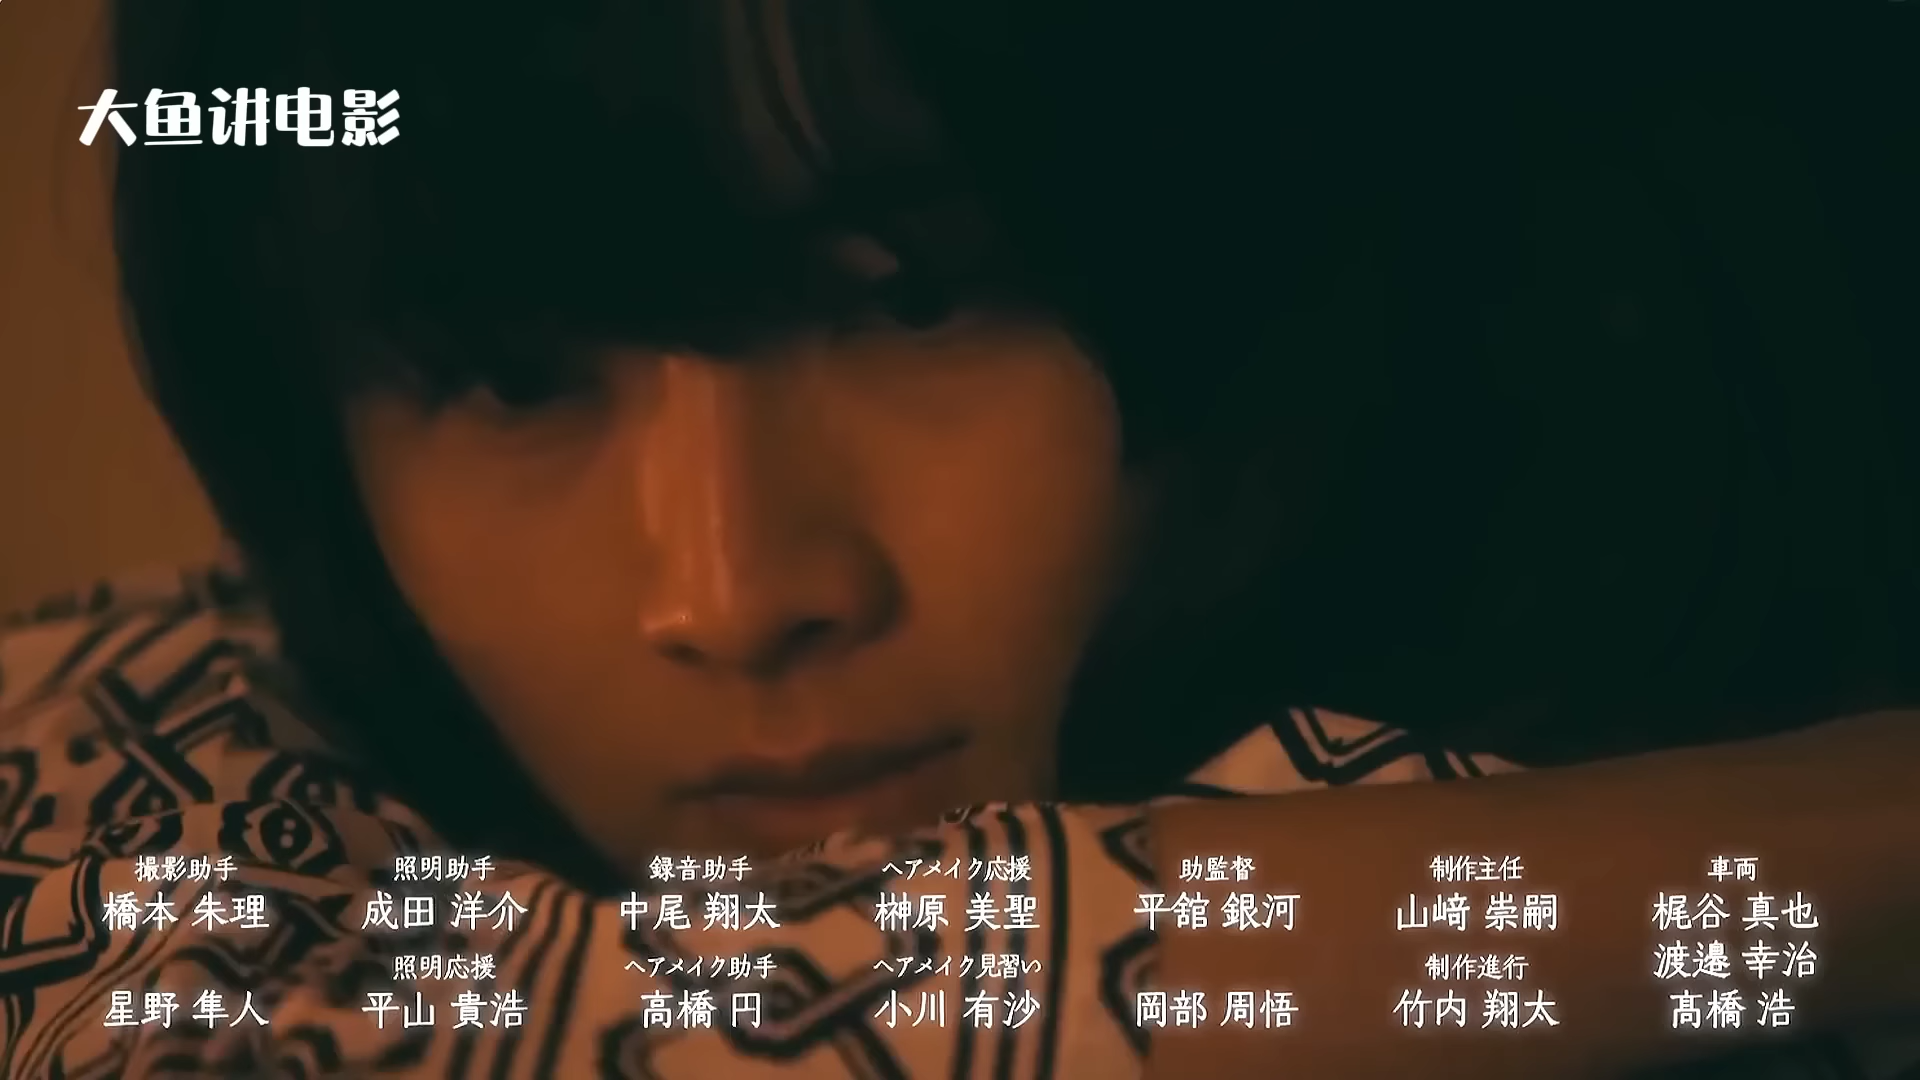 大鱼讲电影
撮影助手
橋本 朱理
星野 隼人
照明助手
成田 洋介
照明応援
平山 貴浩
録音助手
中尾 翔太
ヘアメイク助手
高橋 円
ヘアメイク応援
榊原 美聖
ヘアメイク見習い
小川 有沙
助監督
平舘 銀河
岡部 周悟
制作主任
山﨑 崇嗣
制作進行
竹内 翔太
車両
梶谷 真也
渡邉 幸治
髙橋 浩